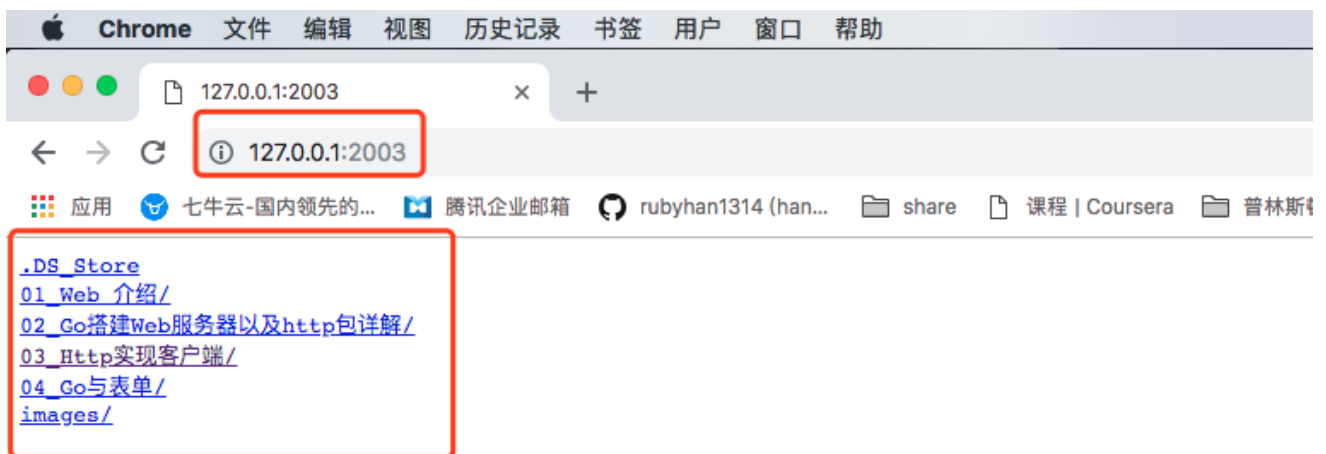 Chrome 文件 编辑 视图 历史记录 书签 用户 窗口 帮助
127.0.0.1:2003
127.0.0.1:2003
应用 七牛云-国内领先的... 腾讯企业邮箱 rubyhan1314 (han... share 课程 | Coursera 普林斯
.DS_Store
01_Web 介绍/
02_Go搭建Web服务器以及http包详解/
03_Http实现客户端/
04_Go与表单/
images/